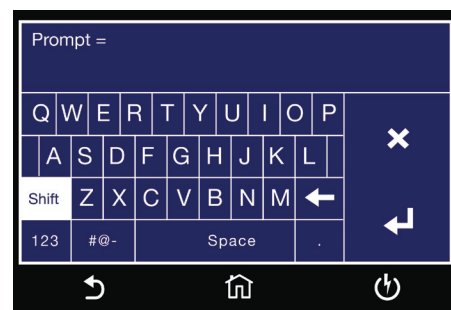 Prompt =
Q W E R T Y U I O P
A S D F G H J K L
Shift Z X C V B N M
123 #@- Space .